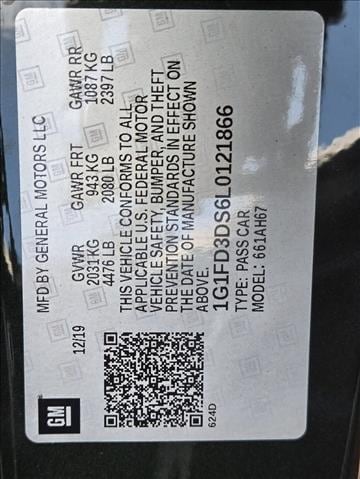 MFD BY GENERAL MOTORS LLC
12/19
GVWR GAWR FRT GAWR RR
2031 KG 943 KG 1087 KG
4476 LB 2080 LB 2397 LB
THIS VEHICLE CONFORMS TO ALL
APPLICABLE U.S. FEDERAL MOTOR
VEHICLE SAFETY, BUMPER, AND THEFT
PREVENTION STANDARDS IN EFFECT ON
THE DATE OF MANUFACTURE SHOWN
ABOVE.
1G1FD3DS6L0121866
TYPE: PASS CAR
MODEL: 661AH67
GM
624D